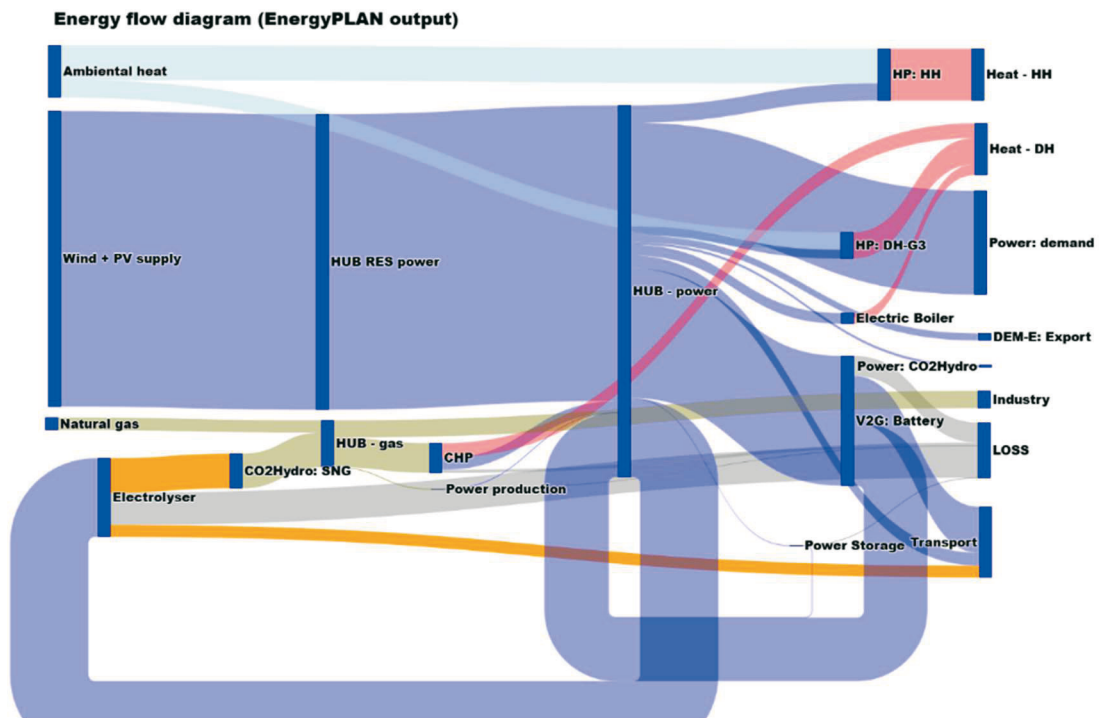 Energy flow diagram (EnergyPLAN output)
Ambiental heat
HP: HH
Heat - HH
Heat - DH
Wind + PV supply
HUB RES power
HUB - power
HP: DH-G3
Power: demand
Electric Boiler
DEM-E: Export
Power: CO2Hydro
Natural gas
Industry
HUB - gas
V2G: Battery
CHP
LOSS
CO2Hydro: SNG
Electrolyser
Power production
Power Storage
Transport